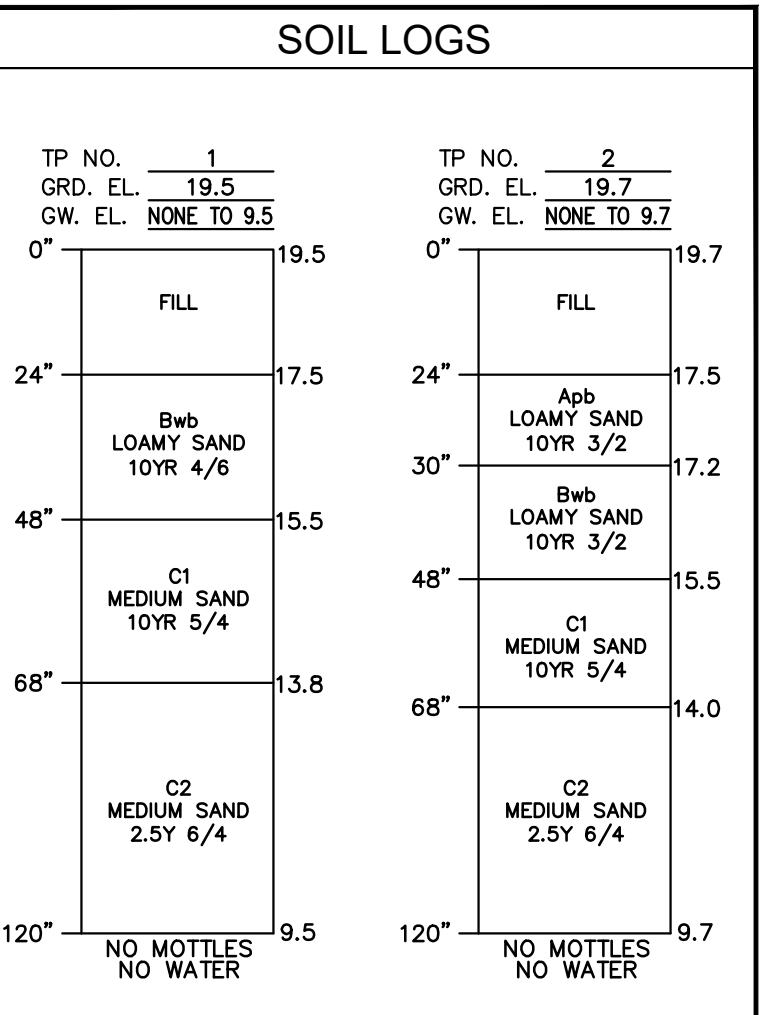 SOIL LOGS
TP NO. 1
GRD. EL. 19.5
GW. EL. NONE TO 9.5
0" 19.5
FILL
24" 17.5
Bwb
LOAMY SAND
10YR 4/6
48" 15.5
C1
MEDIUM SAND
10YR 5/4
68" 13.8
C2
MEDIUM SAND
2.5Y 6/4
120" 9.5
NO MOTTLES
NO WATER
TP NO. 2
GRD. EL. 19.7
GW. EL. NONE TO 9.7
0" 19.7
FILL
24" 17.5
Apb
LOAMY SAND
10YR 3/2
30" 17.2
Bwb
LOAMY SAND
10YR 3/2
48" 15.5
C1
MEDIUM SAND
10YR 5/4
68" 14.0
C2
MEDIUM SAND
2.5Y 6/4
120" 9.7
NO MOTTLES
NO WATER